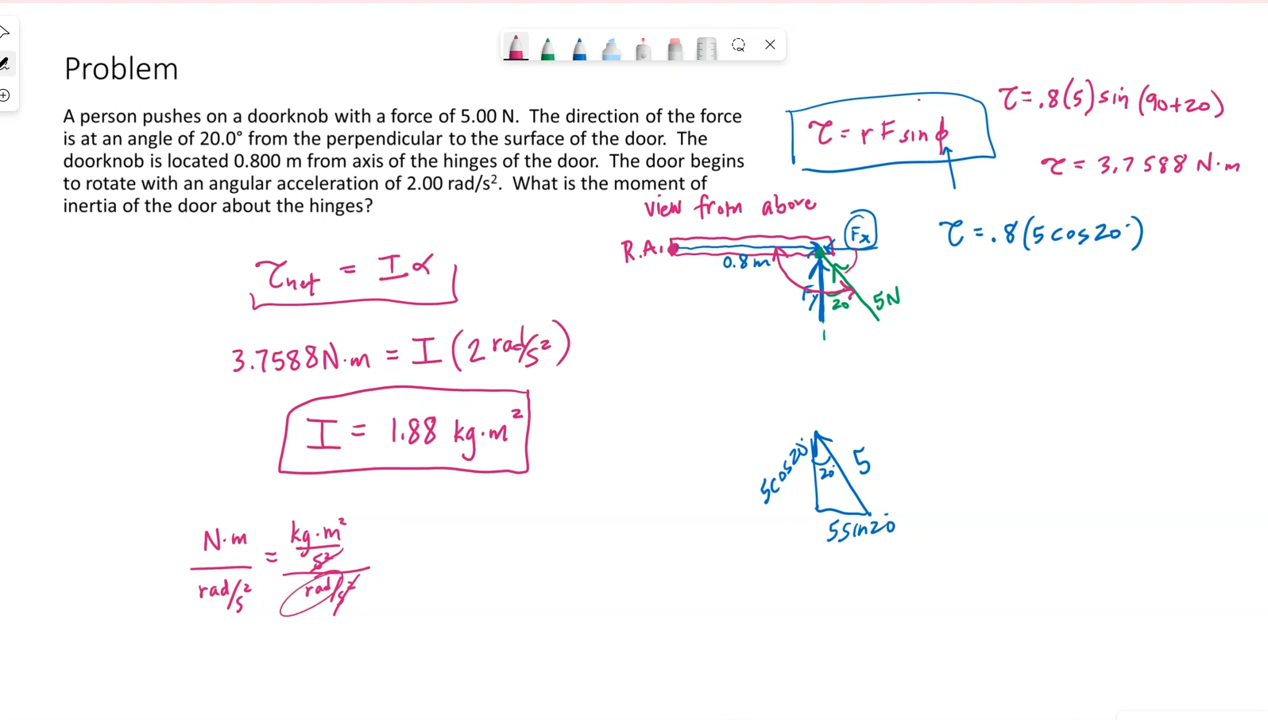 Problem
A person pushes on a doorknob with a force of 5.00 N. The direction of the force
is at an angle of 20.0° from the perpendicular to the surface of the door. The
doorknob is located 0.800 m from axis of the hinges of the door. The door begins
to rotate with an angular acceleration of 2.00 rad/s². What is the moment of
inertia of the door about the hinges?
τ = r F sin ϕ
τ = .8(5) sin (90+20)
τ = 3.7588 N·m
view from above
τ = .8(5cos20°)
R.A.
0.8m
Fx
Fy
20°
5N
τnet = Iα
3.7588 N·m = I (2 rad/s²)
I = 1.88 kg·m²
5cos20°
20°
5
5sin20°
N·m
rad/s²
=
kg·m²
s²
rad/s²